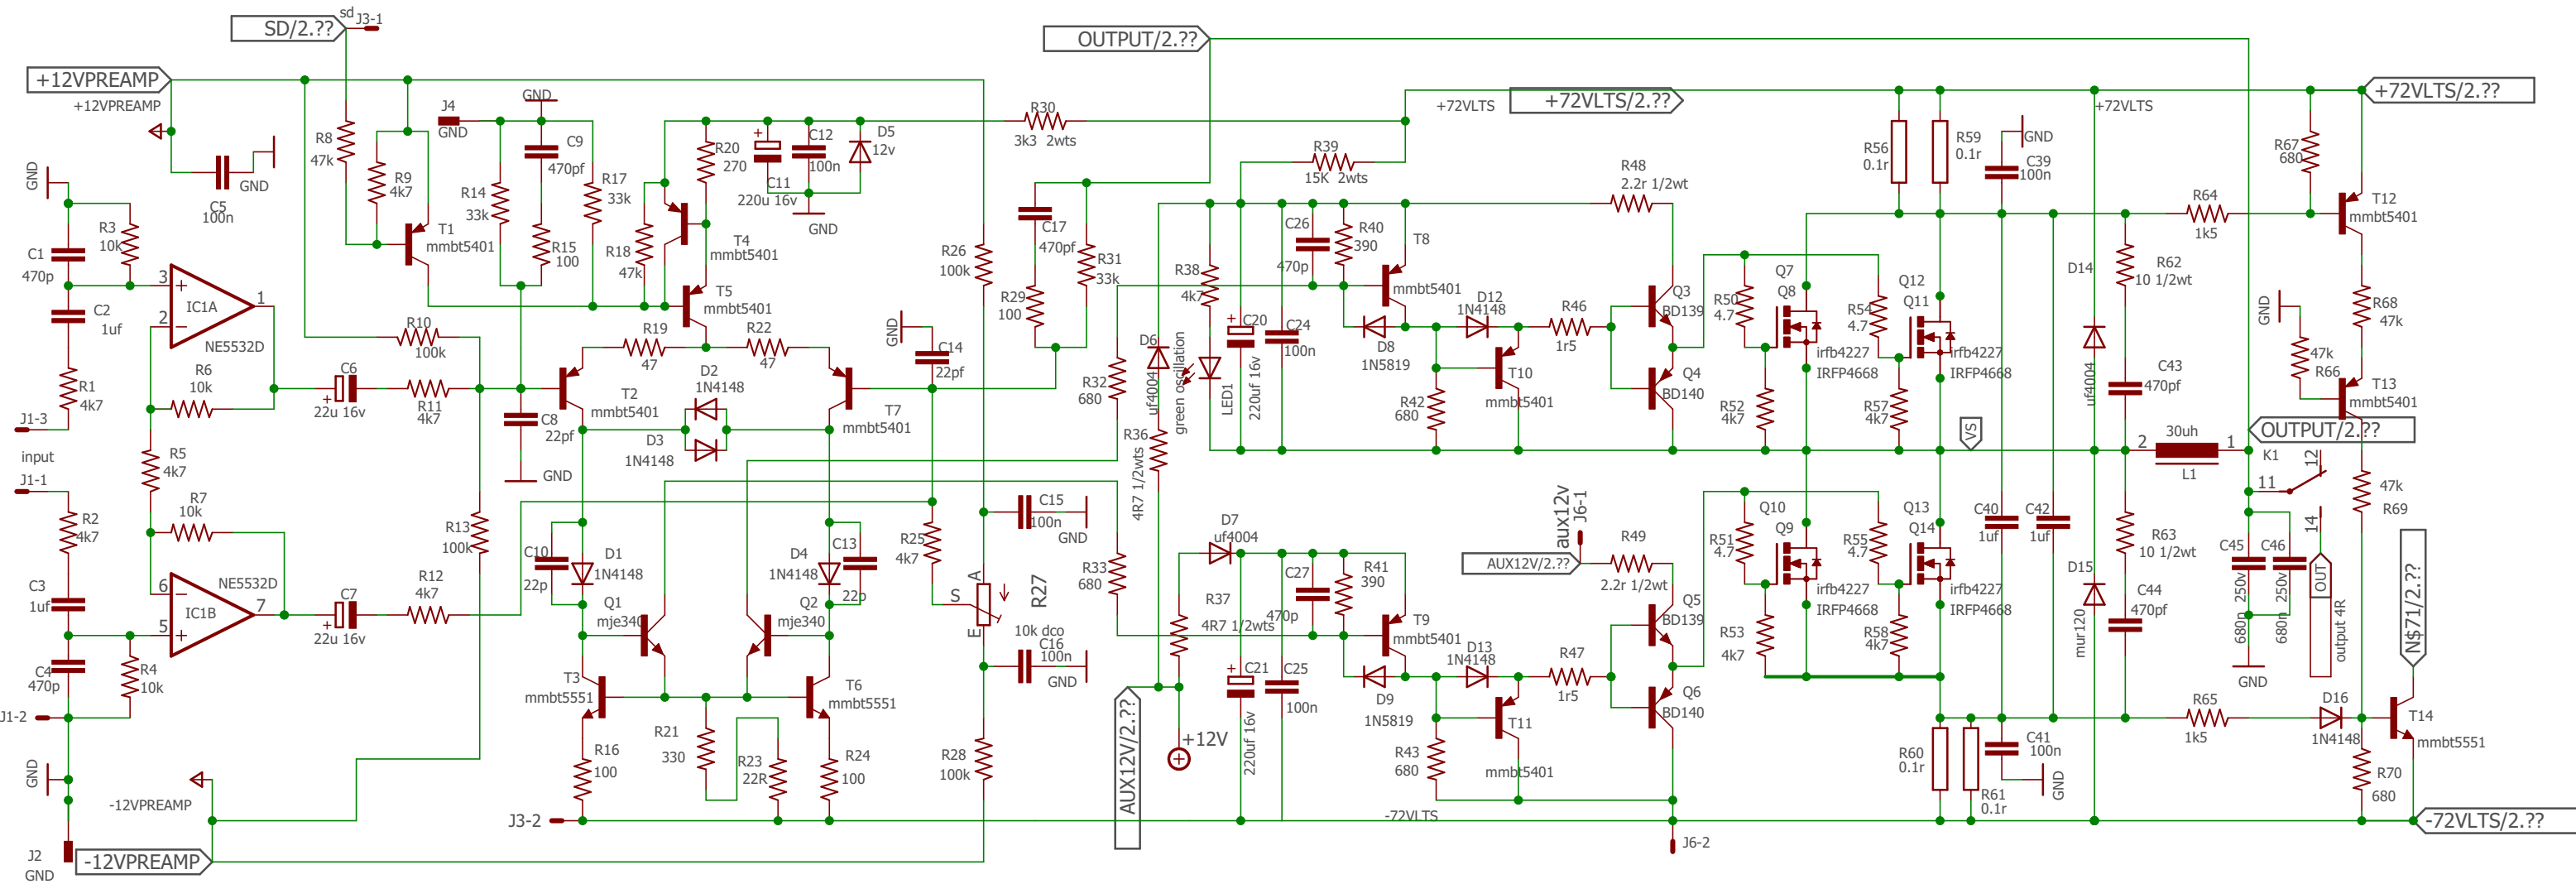 sd
J3-1
SD/2.??
OUTPUT/2.??
+12VPREAMP
+12VPREAMP
R8
47k
R9
4k7
J4
GND
GND
C9
470pf
R14
33k
R15
100
R17
33k
R20
270
C11
220u 16v
C12
100n
D5
12v
GND
R30
3k3 2wts
+72VLTS
+72VLTS/2.??
+72VLTS
+72VLTS/2.??
GND
C5
100n
GND
R3
10k
C1
470p
C2
1uf
R1
4k7
J1-3
input
J1-1
R2
4k7
C3
1uf
C4
470p
R4
10k
J1-2
GND
J2
GND
-12VPREAMP
-12VPREAMP
3
+
2
−
1
IC1A
NE5532D
R6
10k
R5
4k7
R7
10k
6
−
5
+
7
IC1B
NE5532D
C6
+
22u 16v
C7
+
22u 16v
R10
100k
R11
4k7
R12
4k7
R13
100k
T1
mmbt5401
R18
47k
T4
mmbt5401
T5
mmbt5401
R19
47
R22
47
D2
1N4148
D3
1N4148
T2
mmbt5401
T7
mmbt5401
C8
22pf
GND
GND
C14
22pf
C10
22p
D1
1N4148
D4
1N4148
C13
22p
Q1
mje340
Q2
mje340
T3
mmbt5551
T6
mmbt5551
R16
100
R21
330
R23
22R
R24
100
J3-2
R25
4k7
R26
100k
R28
100k
A
S
E
R27
10k dco
C15
100n
GND
C16
100n
GND
C17
470pf
R29
100
R31
33k
R32
680
R33
680
R39
15K 2wts
R38
4k7
D6
uf4004
green oscilation
LED1
R36
4R7 1/2wts
+
C20
220uf 16v
C24
100n
C26
470p
R40
390
T8
mmbt5401
D8
1N5819
D12
1N4148
R42
680
T10
mmbt5401
R46
1r5
R48
2.2r 1/2wt
Q3
BD139
Q4
BD140
D7
uf4004
R37
4R7 1/2wts
+12V
AUX12V/2.??
+
C21
220uf 16v
C25
100n
C27
470p
R41
390
T9
mmbt5401
D9
1N5819
D13
1N4148
R43
680
T11
mmbt5401
R47
1r5
aux12v
J6-1
AUX12V/2.??
R49
2.2r 1/2wt
Q5
BD139
Q6
BD140
-72VLTS
J6-2
R50
4.7
Q7
Q8
irfb4227
IRFP4668
R52
4k7
R54
4.7
Q12
Q11
irfb4227
IRFP4668
R57
4k7
R51
4.7
Q10
Q9
irfb4227
IRFP4668
R53
4k7
R55
4.7
Q13
Q14
irfb4227
IRFP4668
R58
4k7
R56
0.1r
R59
0.1r
C39
100n
GND
VS
C40
1uf
C42
1uf
R60
0.1r
R61
0.1r
C41
100n
GND
D14
uf4004
D15
mur120
R62
10 1/2wt
C43
470pf
R63
10 1/2wt
C44
470pf
R64
1k5
R65
1k5
30uh
2
1
L1
R67
680
T12
mmbt5401
R68
47k
GND
47k
R66
T13
mmbt5401
OUTPUT/2.??
K1
12
11
14
OUT
output 4R
C45
680n 250v
C46
680n 250v
GND
47k
R69
N$71/2.??
D16
1N4148
T14
mmbt5551
R70
680
-72VLTS/2.??